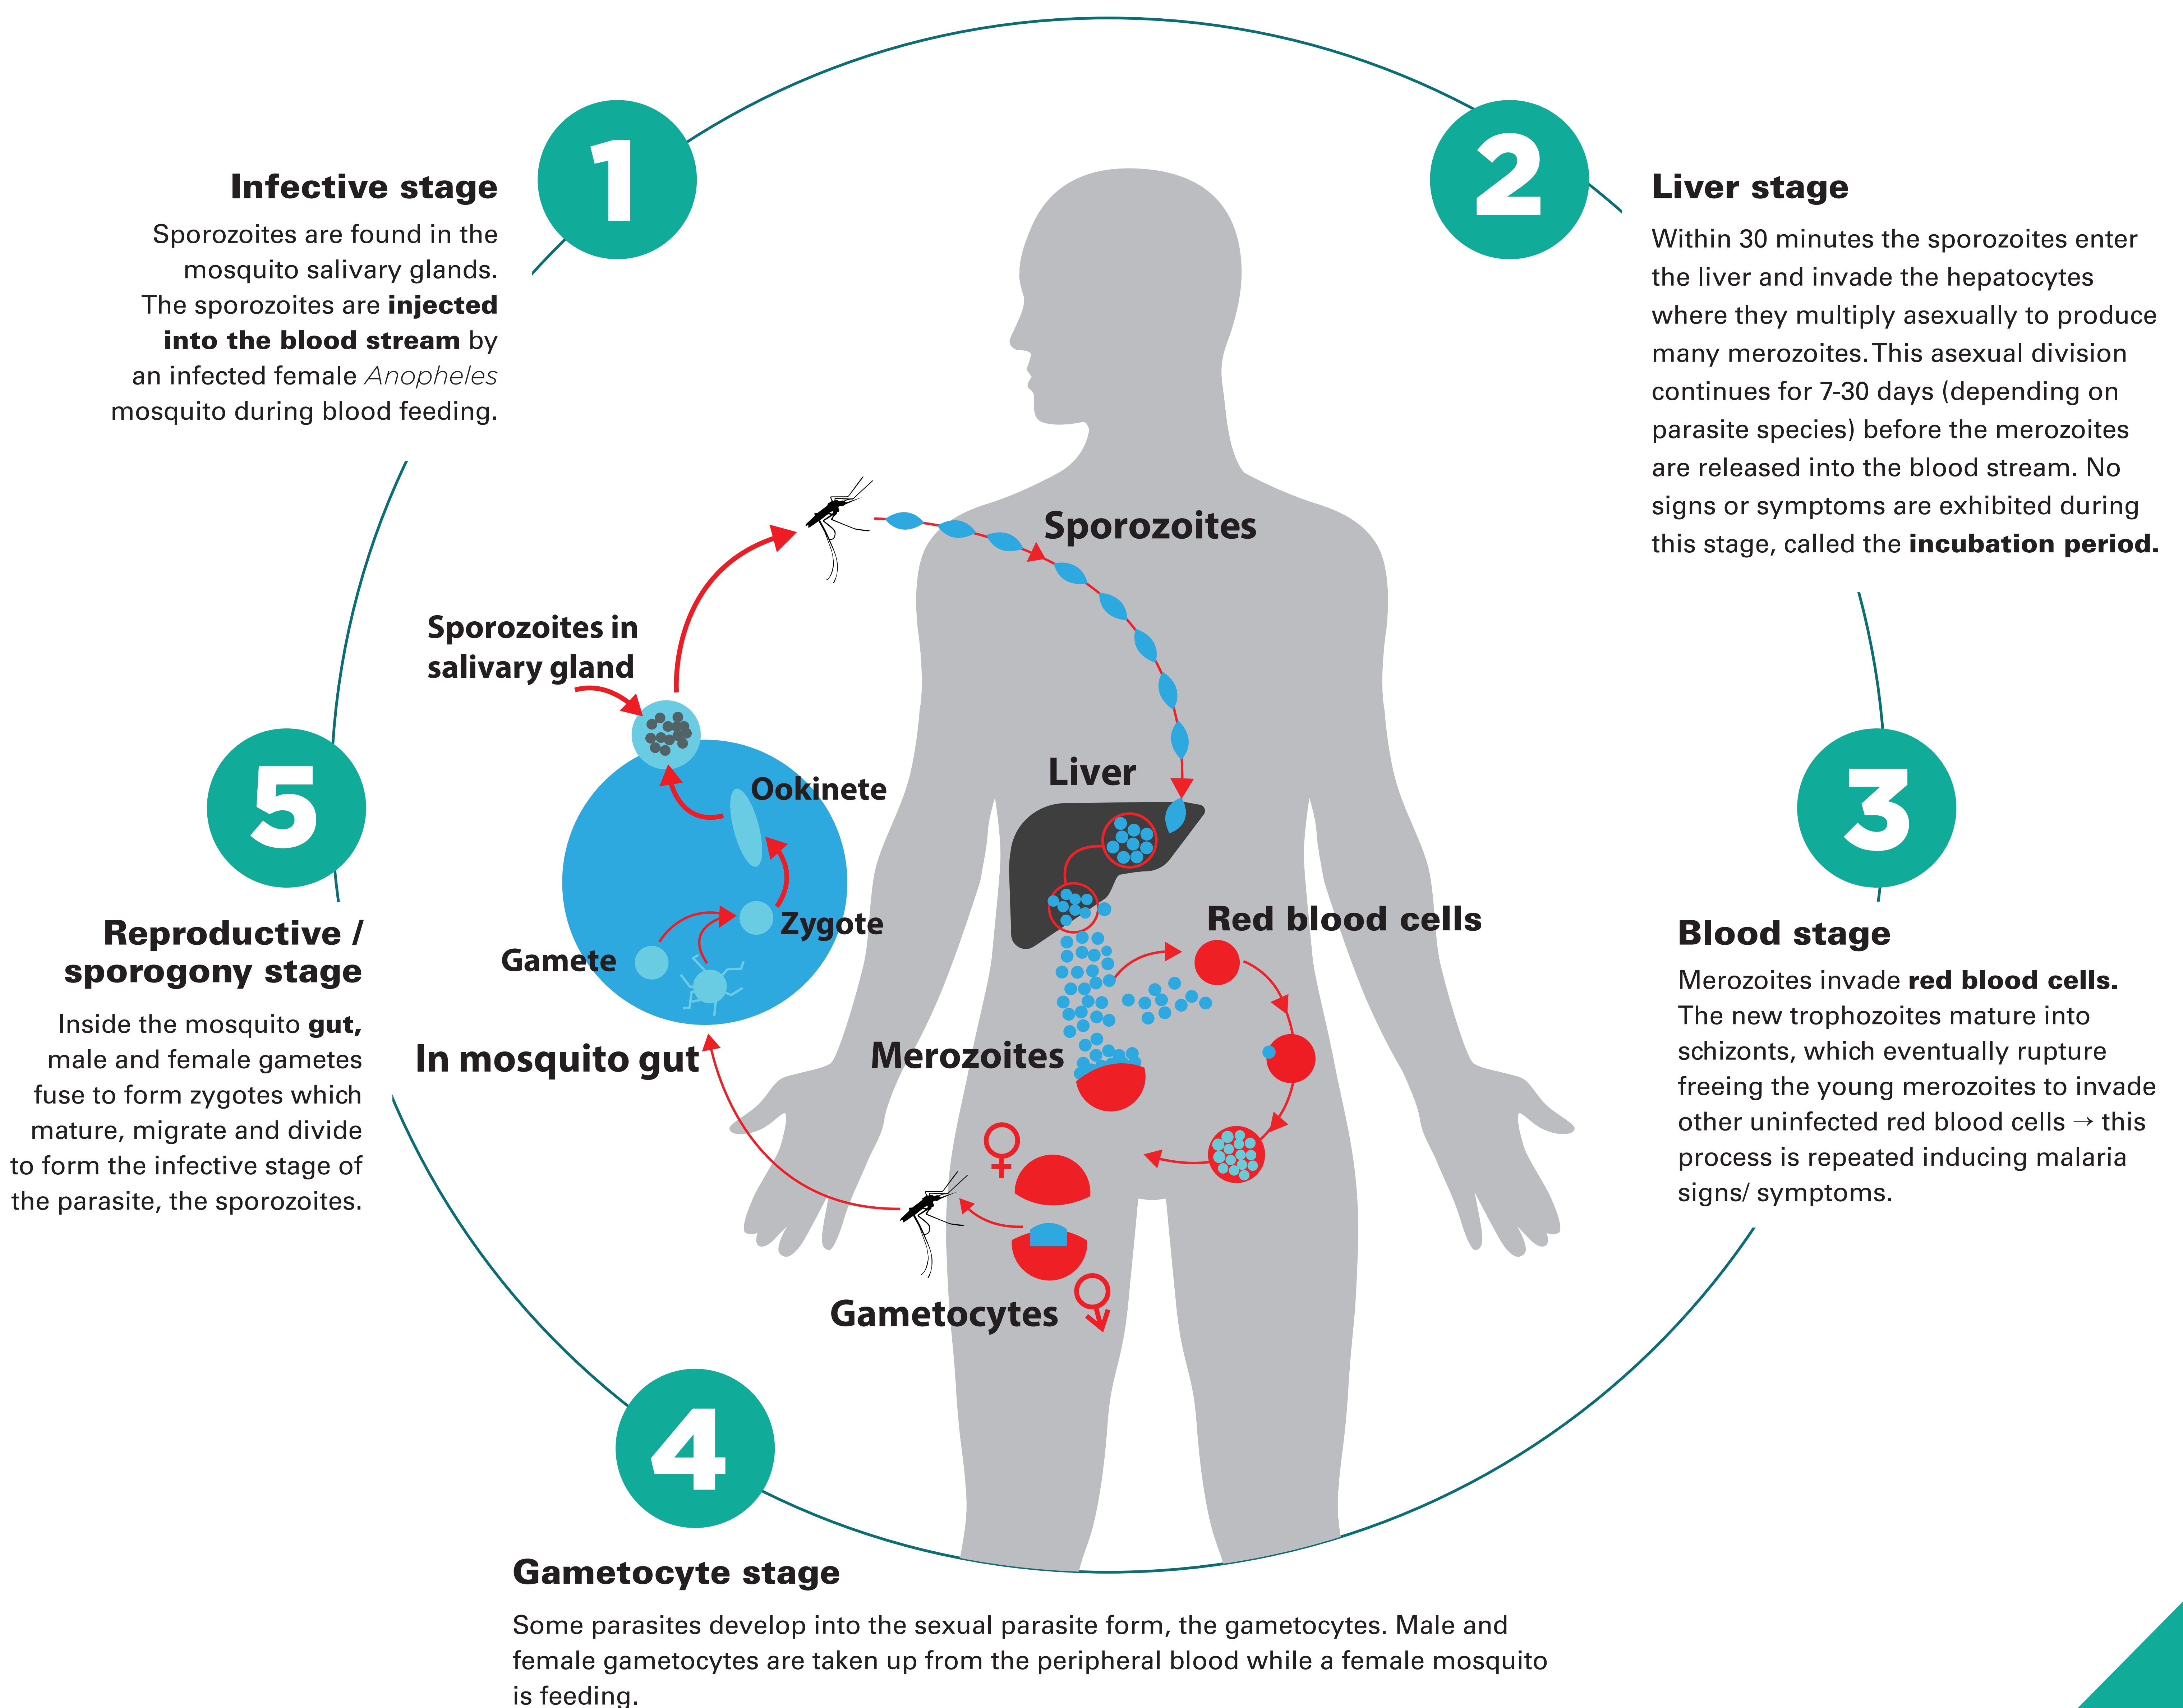 1
Infective stage
Sporozoites are found in the
mosquito salivary glands.
The sporozoites are injected
into the blood stream by
an infected female Anopheles
mosquito during blood feeding.
2
Liver stage
Within 30 minutes the sporozoites enter
the liver and invade the hepatocytes
where they multiply asexually to produce
many merozoites. This asexual division
continues for 7-30 days (depending on
parasite species) before the merozoites
are released into the blood stream. No
signs or symptoms are exhibited during
this stage, called the incubation period.
Sporozoites
Sporozoites in
salivary gland
Liver
Ookinete
Zygote
Gamete
In mosquito gut
Red blood cells
Merozoites
Gametocytes
3
Blood stage
Merozoites invade red blood cells.
The new trophozoites mature into
schizonts, which eventually rupture
freeing the young merozoites to invade
other uninfected red blood cells → this
process is repeated inducing malaria
signs/ symptoms.
4
Gametocyte stage
Some parasites develop into the sexual parasite form, the gametocytes. Male and
female gametocytes are taken up from the peripheral blood while a female mosquito
is feeding.
5
Reproductive /
sporogony stage
Inside the mosquito gut,
male and female gametes
fuse to form zygotes which
mature, migrate and divide
to form the infective stage of
the parasite, the sporozoites.